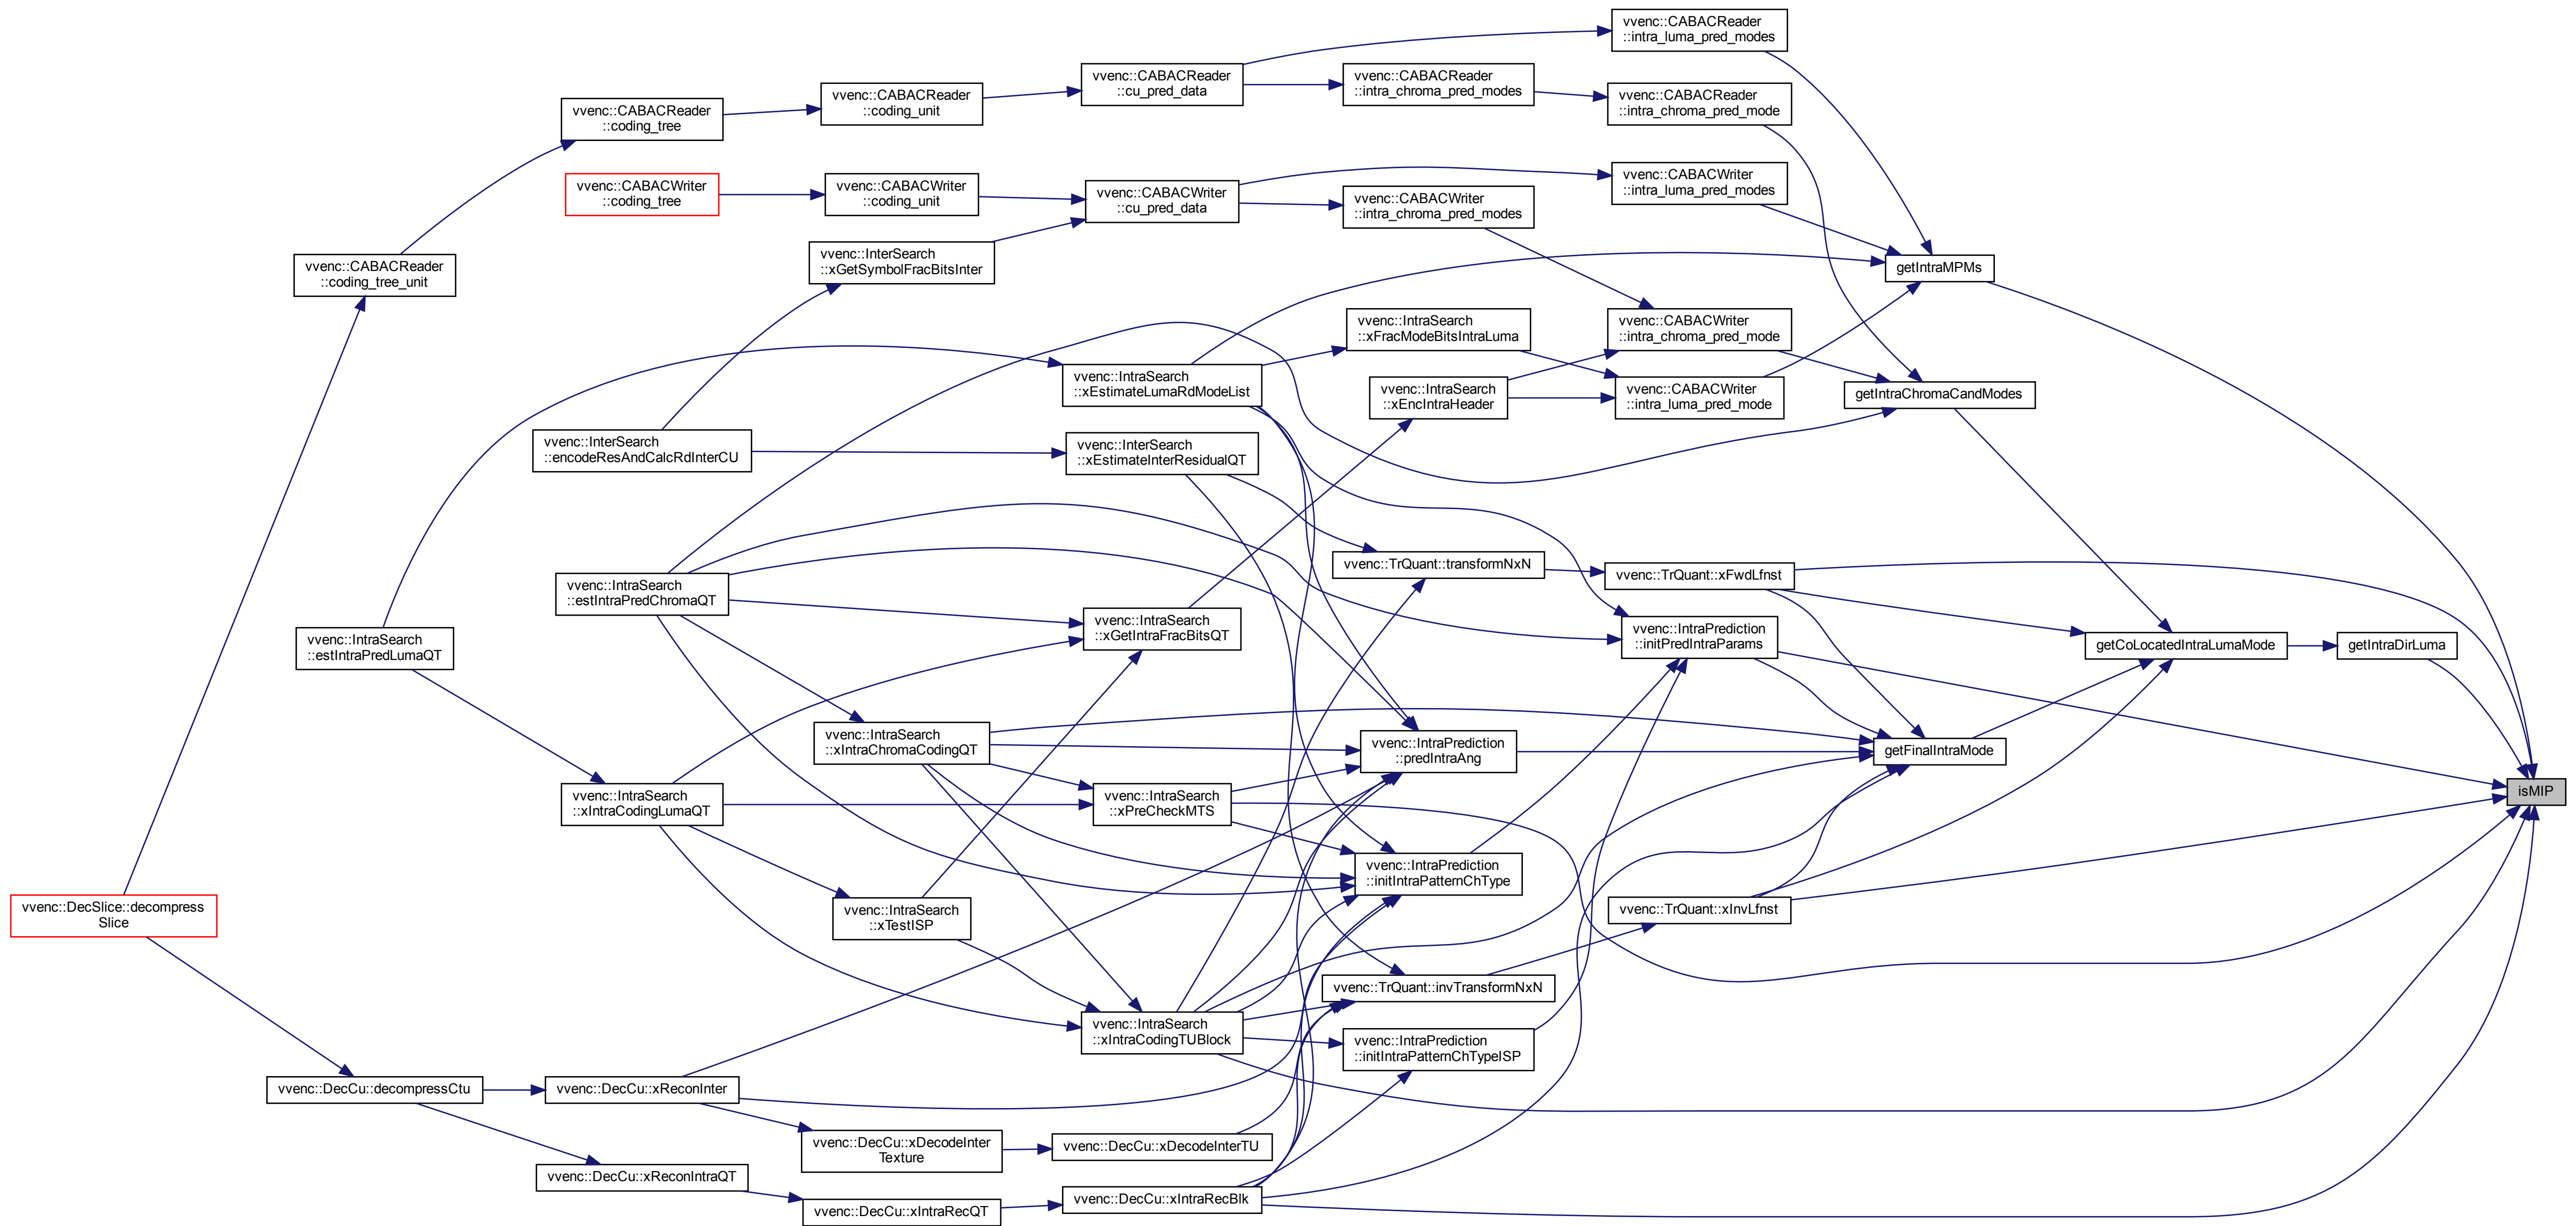 vvenc::CABACReader
::intra_luma_pred_modes
vvenc::CABACReader
::cu_pred_data
vvenc::CABACReader
::intra_chroma_pred_modes
vvenc::CABACReader
::intra_chroma_pred_mode
vvenc::CABACReader
::coding_unit
vvenc::CABACReader
::coding_tree
vvenc::CABACWriter
::intra_luma_pred_modes
vvenc::CABACWriter
::coding_tree
vvenc::CABACWriter
::coding_unit
vvenc::CABACWriter
::cu_pred_data
vvenc::CABACWriter
::intra_chroma_pred_modes
vvenc::InterSearch
::xGetSymbolFracBitsInter
vvenc::CABACReader
::coding_tree_unit
getIntraMPMs
vvenc::IntraSearch
::xFracModeBitsIntraLuma
vvenc::CABACWriter
::intra_chroma_pred_mode
vvenc::IntraSearch
::xEstimateLumaRdModeList
vvenc::IntraSearch
::xEncIntraHeader
vvenc::CABACWriter
::intra_luma_pred_mode
getIntraChromaCandModes
vvenc::InterSearch
::encodeResAndCalcRdInterCU
vvenc::InterSearch
::xEstimateInterResidualQT
vvenc::TrQuant::transformNxN
vvenc::TrQuant::xFwdLfnst
vvenc::IntraSearch
::estIntraPredChromaQT
vvenc::IntraSearch
::xGetIntraFracBitsQT
vvenc::IntraPrediction
::initPredIntraParams
vvenc::IntraSearch
::estIntraPredLumaQT
getCoLocatedIntraLumaMode
getIntraDirLuma
vvenc::IntraSearch
::xIntraChromaCodingQT
vvenc::IntraPrediction
::predIntraAng
getFinalIntraMode
vvenc::IntraSearch
::xIntraCodingLumaQT
vvenc::IntraSearch
::xPreCheckMTS
isMIP
vvenc::IntraPrediction
::initIntraPatternChType
vvenc::DecSlice::decompress
Slice
vvenc::IntraSearch
::xTestISP
vvenc::TrQuant::xInvLfnst
vvenc::TrQuant::invTransformNxN
vvenc::IntraSearch
::xIntraCodingTUBlock
vvenc::IntraPrediction
::initIntraPatternChTypeISP
vvenc::DecCu::decompressCtu
vvenc::DecCu::xReconInter
vvenc::DecCu::xDecodeInter
Texture
vvenc::DecCu::xDecodeInterTU
vvenc::DecCu::xReconIntraQT
vvenc::DecCu::xIntraRecQT
vvenc::DecCu::xIntraRecBlk